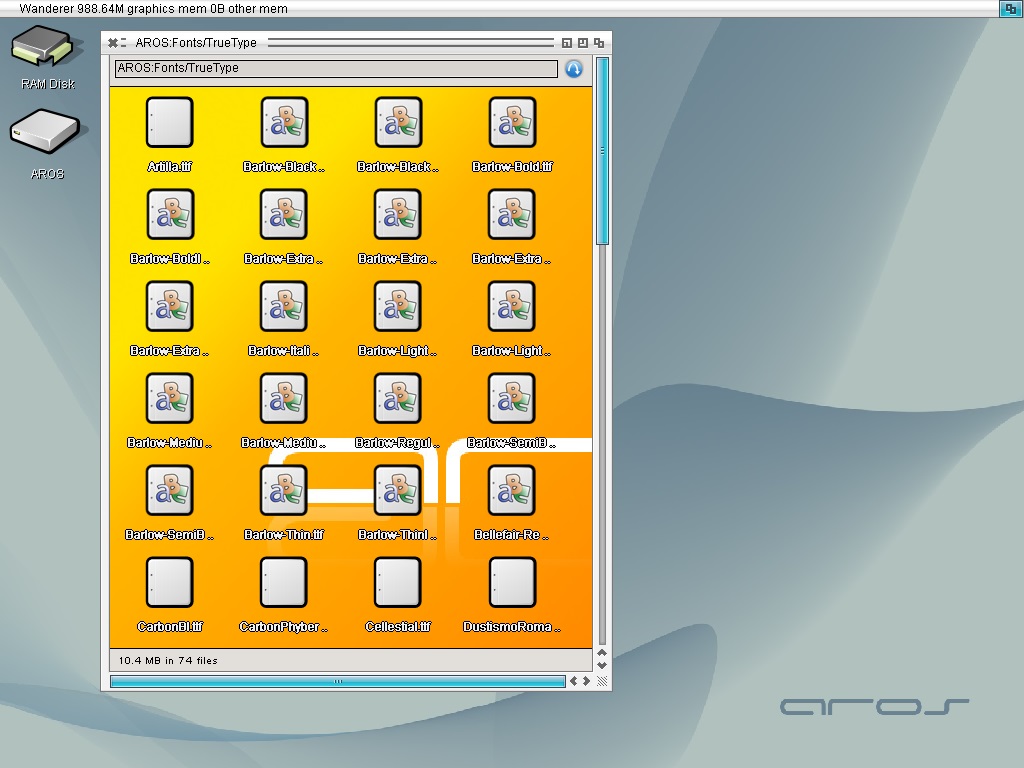 Wanderer 988.64M graphics mem 0B other mem
RAM Disk
AROS
AROS:Fonts/TrueType
AROS:Fonts/TrueType
Artilla.ttf Barlow-Black.. Barlow-Black.. Barlow-Bold.ttf
Barlow-BoldI.. Barlow-Extra.. Barlow-Extra.. Barlow-Extra..
Barlow-Extra.. Barlow-Itali.. Barlow-Light.. Barlow-Light..
Barlow-Mediu.. Barlow-Mediu.. Barlow-Regul.. Barlow-SemiB..
Barlow-SemiB.. Barlow-Thin.ttf Barlow-ThinI.. Bellefair-Re..
CarbonBl.ttf CarbonPhyber.. Cellestial.ttf DustismoRoma..
10.4 MB in 74 files
aros